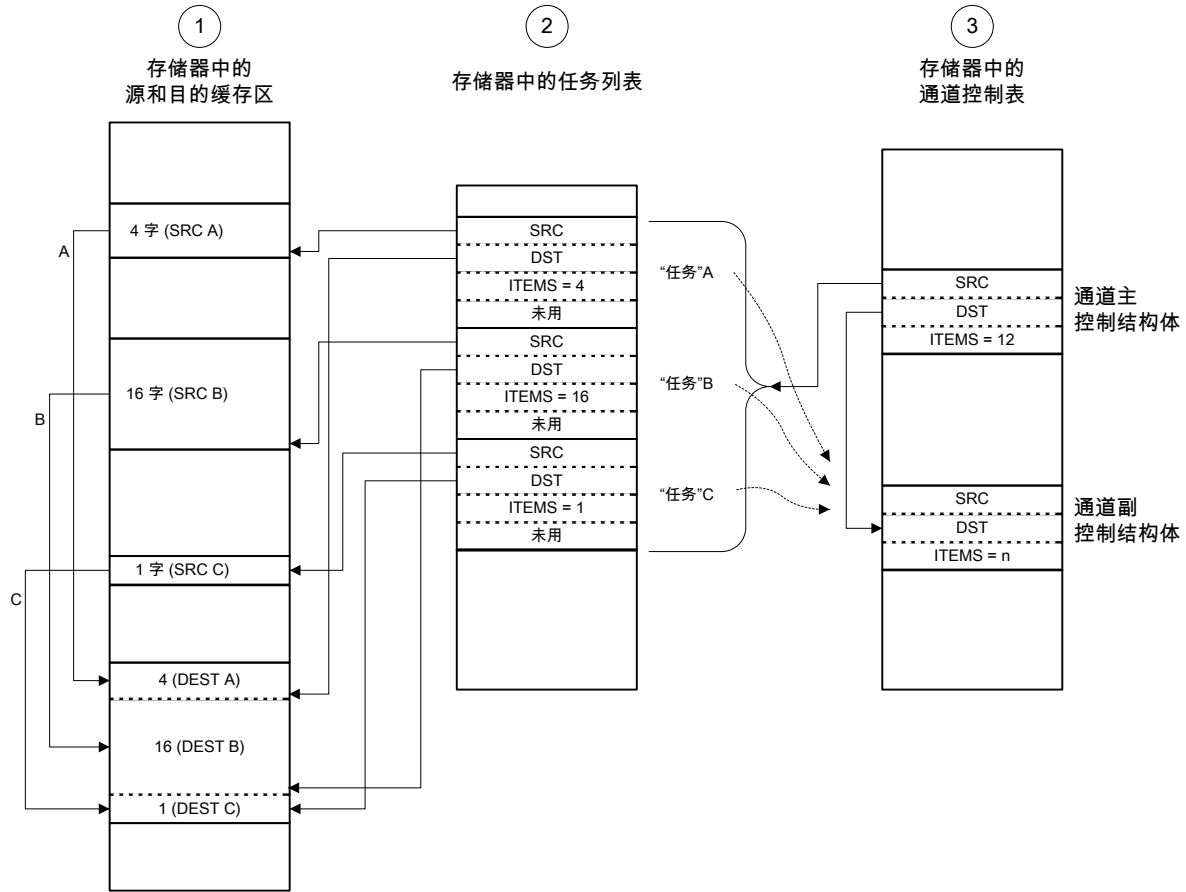 1
存储器中的
源和目的缓存区
2
存储器中的任务列表
3
存储器中的
通道控制表
4 字 (SRC A)
16 字 (SRC B)
1 字 (SRC C)
4 (DEST A)
16 (DEST B)
1 (DEST C)
A
B
C
SRC
DST
ITEMS = 4
未用
SRC
DST
ITEMS = 16
未用
SRC
DST
ITEMS = 1
未用
“任务”A
“任务”B
“任务”C
SRC
DST
ITEMS = 12
通道主
控制结构体
SRC
DST
ITEMS = n
通道副
控制结构体